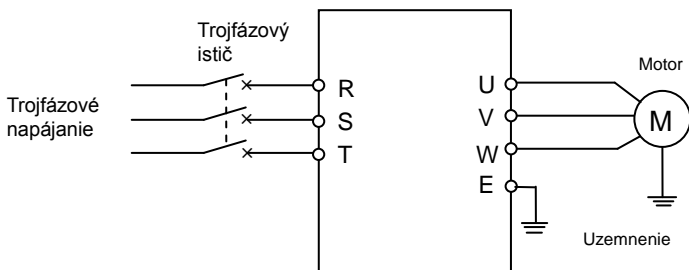 Trojfázový
istič
Trojfázové
napájanie
R
S
T
U
V
W
E
Motor
M
Uzemnenie